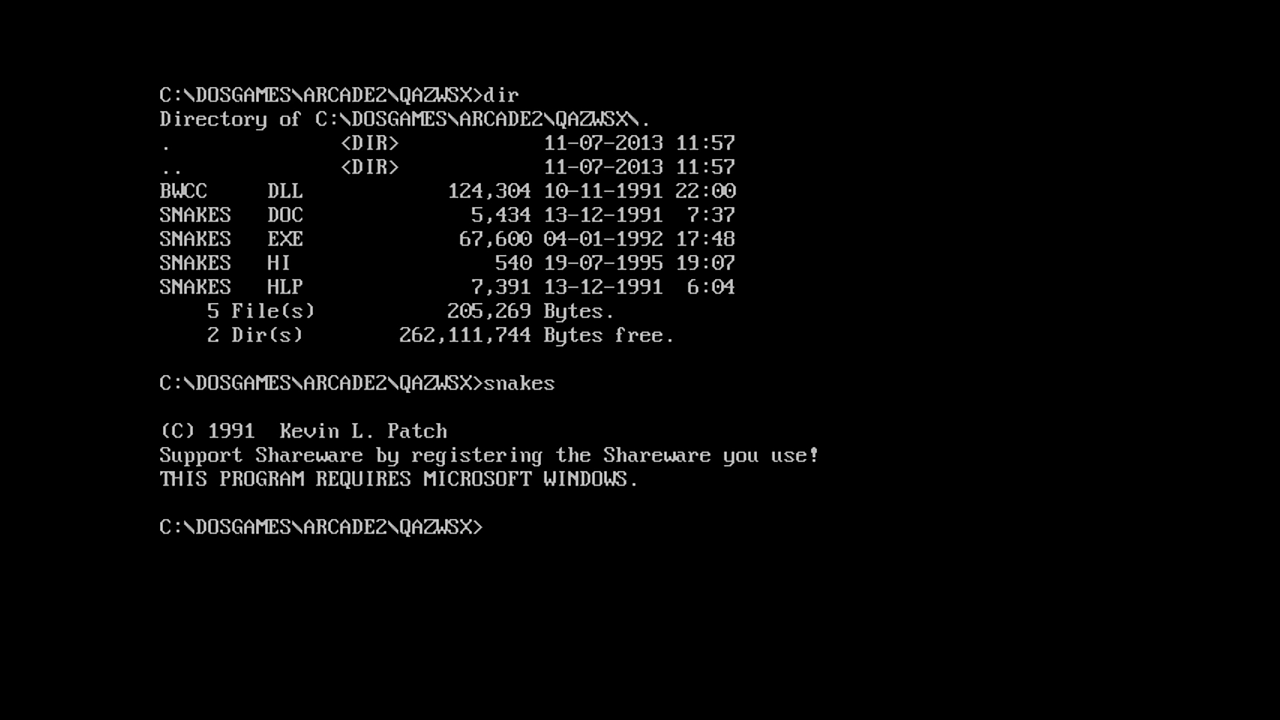 C:\DOSGAMES\ARCADE2\QAZWSX>dir
Directory of C:\DOSGAMES\ARCADE2\QAZWSX\.
.              <DIR>            11-07-2013 11:57
..             <DIR>            11-07-2013 11:57
BWCC     DLL            124,304 10-11-1991 22:00
SNAKES   DOC              5,434 13-12-1991  7:37
SNAKES   EXE             67,600 04-01-1992 17:48
SNAKES   HI                 540 19-07-1995 19:07
SNAKES   HLP              7,391 13-12-1991  6:04
    5 File(s)           205,269 Bytes.
    2 Dir(s)        262,111,744 Bytes free.
C:\DOSGAMES\ARCADE2\QAZWSX>snakes
(C) 1991  Kevin L. Patch
Support Shareware by registering the Shareware you use!
THIS PROGRAM REQUIRES MICROSOFT WINDOWS.
C:\DOSGAMES\ARCADE2\QAZWSX>